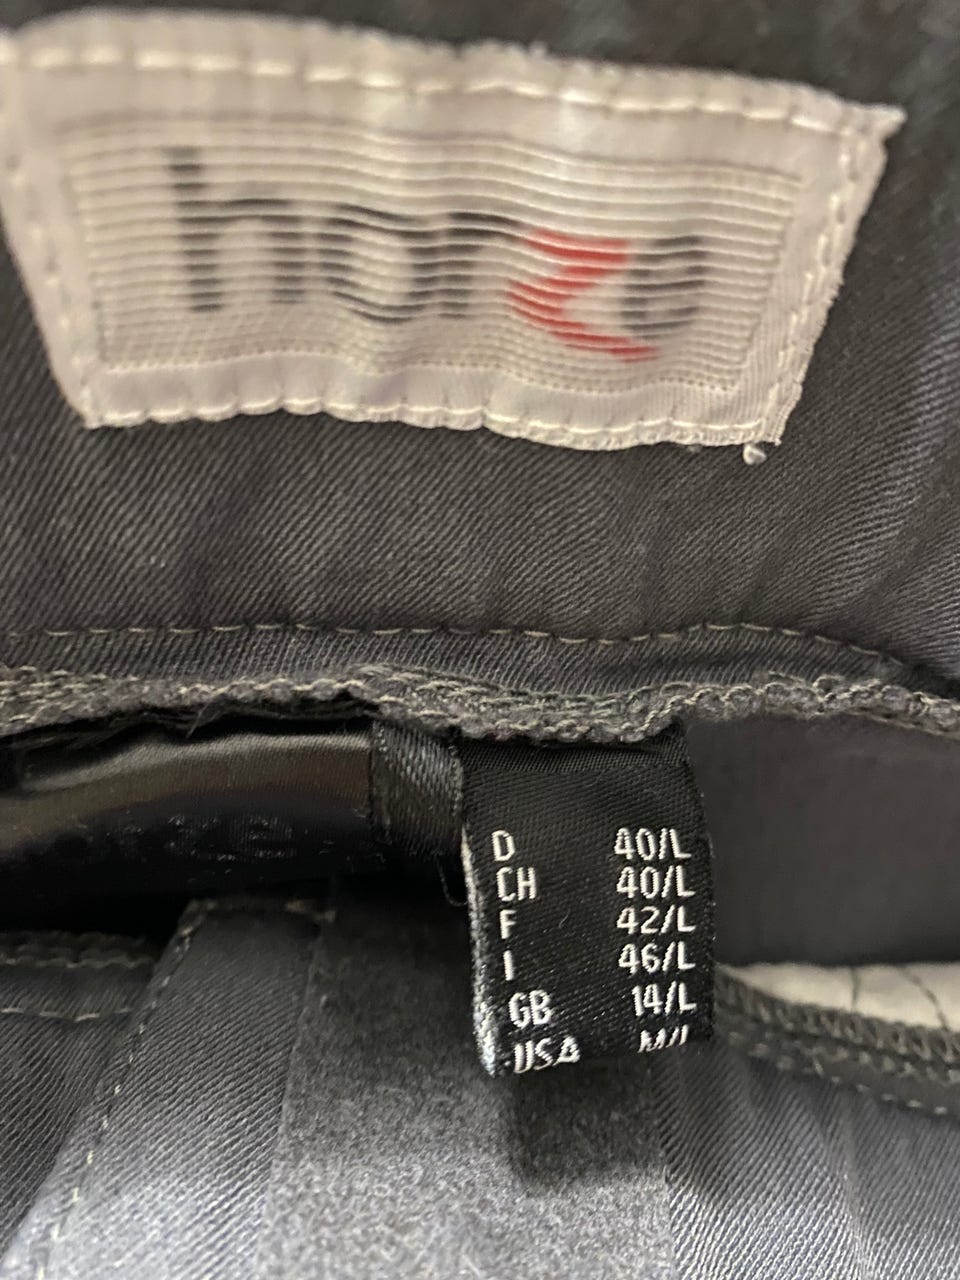 horze
D 40/L
CH 40/L
F 42/L
I 46/L
GB 14/L
USA M/L